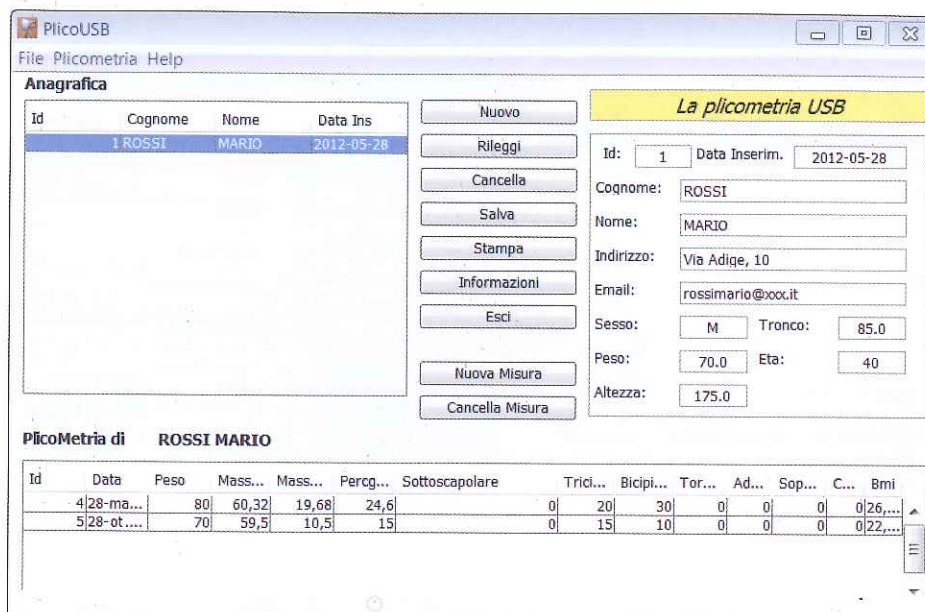 PlicoUSB
File Plicometria Help
Anagrafica
Id Cognome Nome Data Ins
1 ROSSI MARIO 2012-05-28
Nuovo
Rileggi
Cancella
Salva
Stampa
Informazioni
Esci
Nuova Misura
Cancella Misura
La plicometria USB
Id: 1 Data Inserim. 2012-05-28
Cognome: ROSSI
Nome: MARIO
Indirizzo: Via Adige, 10
Email: rossimario@xxx.it
Sesso: M Tronco: 85.0
Peso: 70.0 Eta: 40
Altezza: 175.0
PlicoMetria di ROSSI MARIO
Id Data Peso Mass... Mass... Percg... Sottoscapolare Trici... Bicipi... Tor... Ad... Sop... C... Bmi
4 28-ma... 80 60,32 19,68 24,6 0 20 30 0 0 0 0 26,...
5 28-ot.... 70 59,5 10,5 15 0 15 10 0 0 0 0 22,...